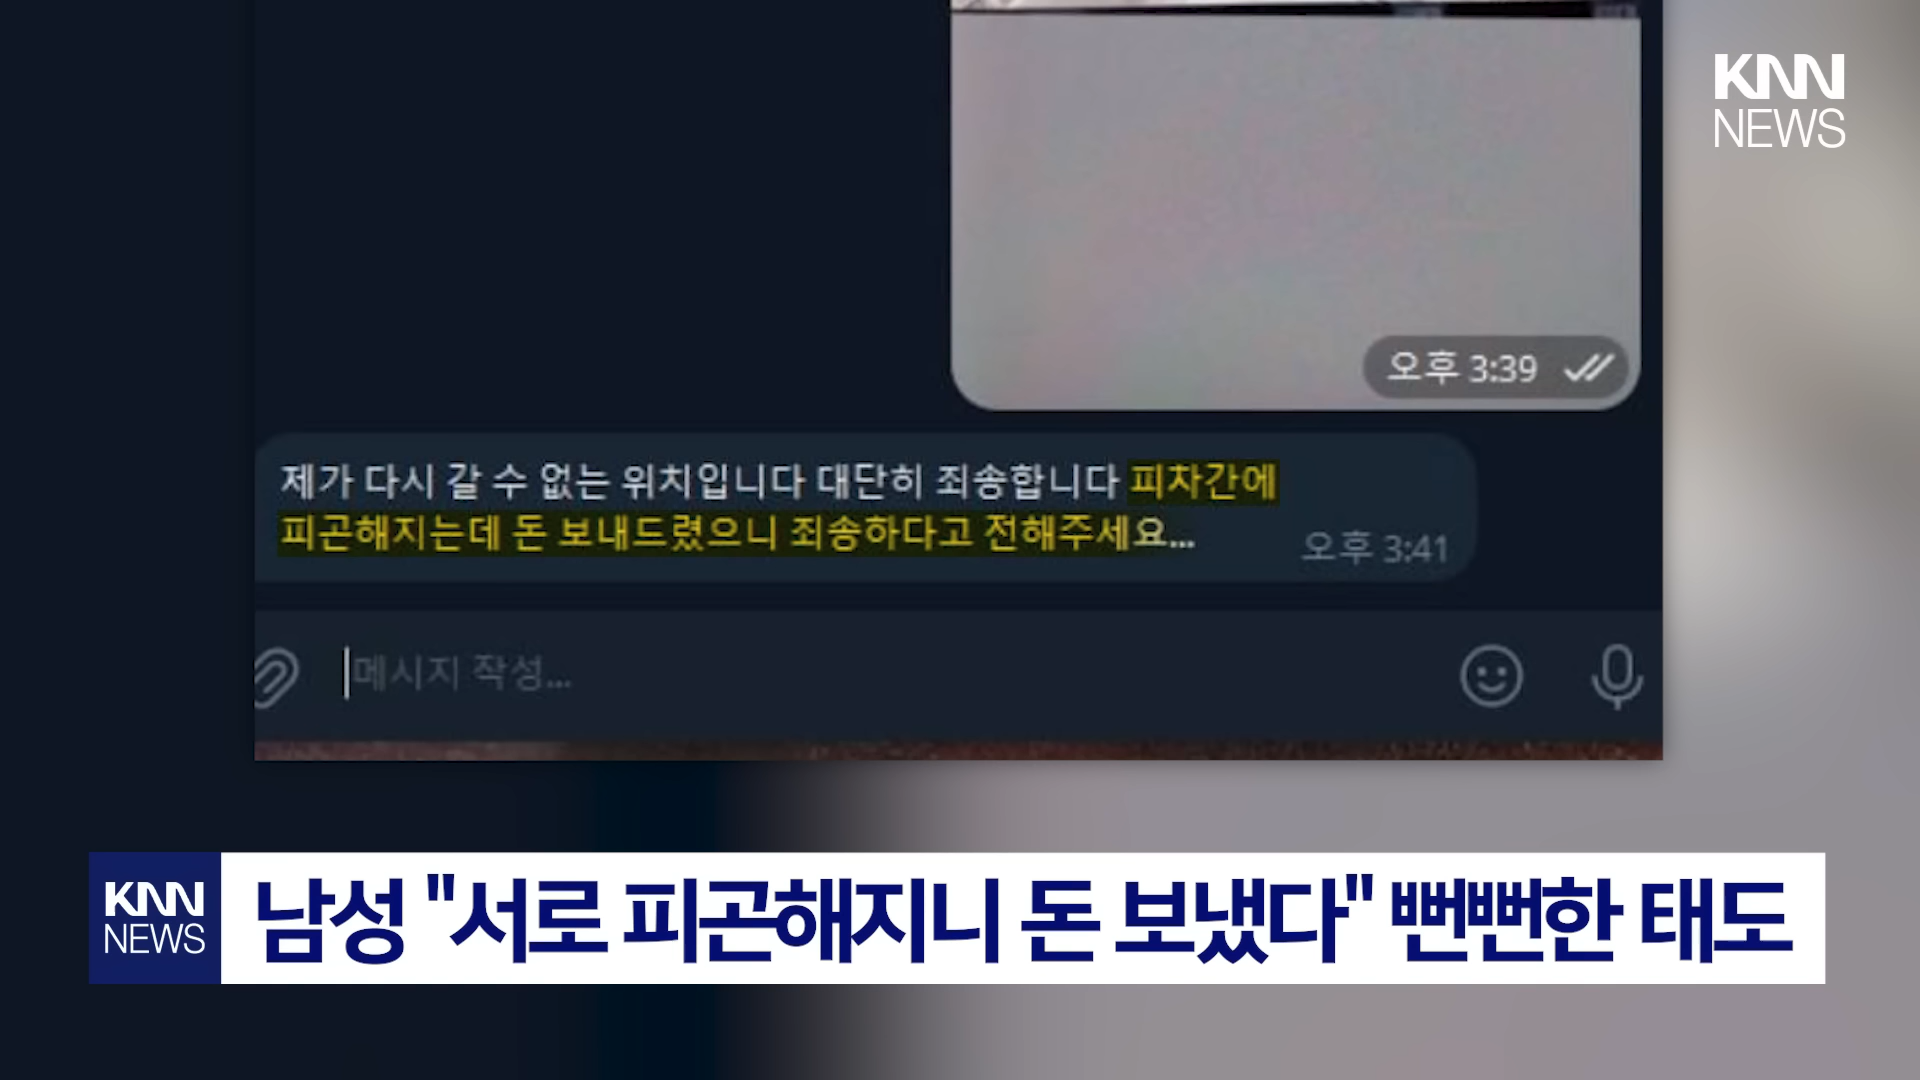 KNN
NEWS
오후 3:39
제가 다시 갈 수 없는 위치입니다 대단히 죄송합니다 피차간에
피곤해지는데 돈 보내드렸으니 죄송하다고 전해주세요...
오후 3:41
메시지 작성...
KNN
NEWS
남성 "서로 피곤해지니 돈 보냈다" 뻔뻔한 태도